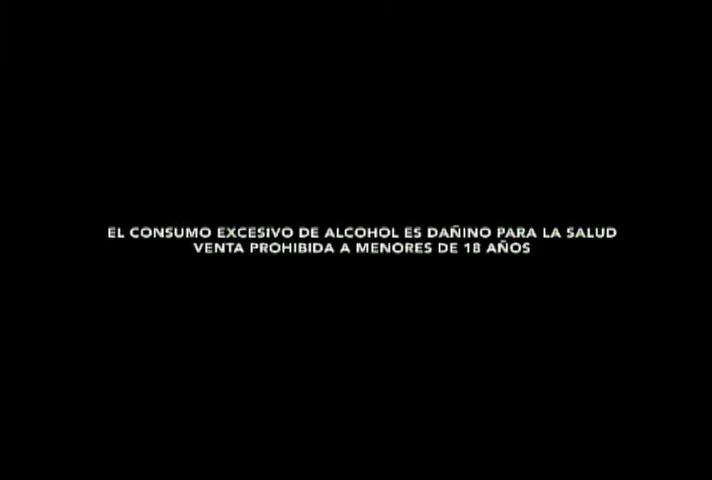 EL CONSUMO EXCESIVO DE ALCOHOL ES DAÑINO PARA LA SALUD
VENTA PROHIBIDA A MENORES DE 18 AÑOS